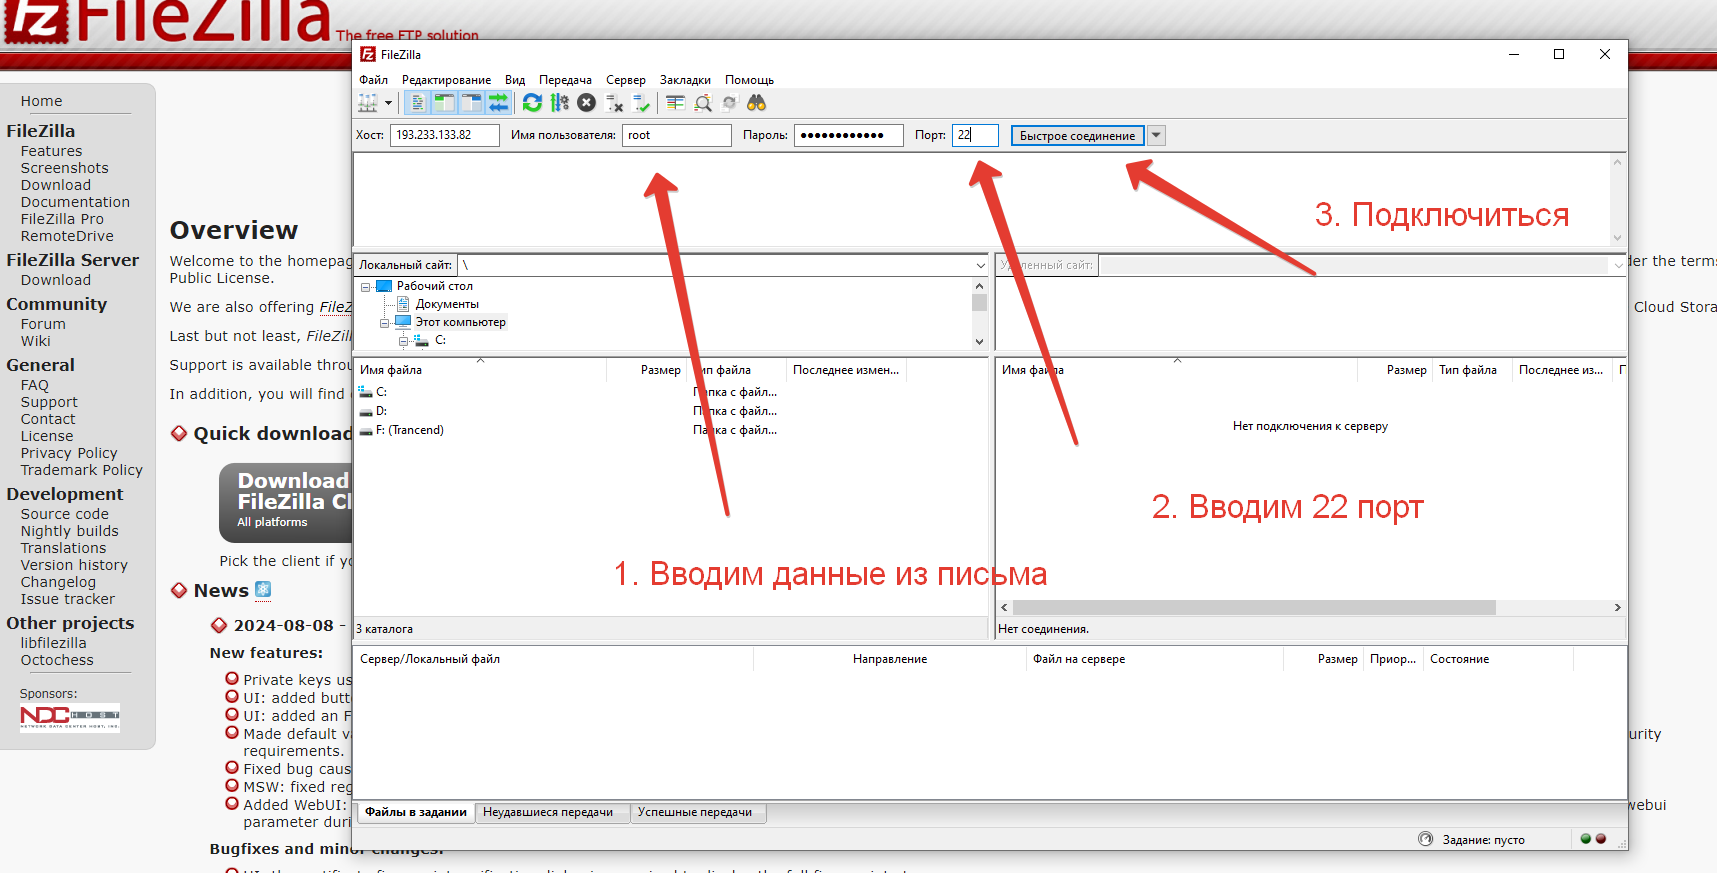 FileZilla
The free FTP solution
Home
FileZilla
Features
Screenshots
Download
Documentation
FileZilla Pro
RemoteDrive
FileZilla Server
Download
Community
Forum
Wiki
General
FAQ
Support
Contact
License
Privacy Policy
Trademark Policy
Development
Source code
Nightly builds
Translations
Version history
Changelog
Issue tracker
Other projects
libfilezilla
Octochess
Sponsors:
NDCHOST
NETWORK DATA CENTER HOST, INC.
Overview
Welcome to the homepag
der the terms
Public License.
We are also offering FileZ
Cloud Stora
Last but not least, FileZill
Support is available throu
In addition, you will find
Quick download
Download
FileZilla Cl
All platforms
Pick the client if yo
News
2024-08-08 -
New features:
Private keys us
UI: added butt
UI: added an F
Made default va
urity
requirements.
Fixed bug caus
MSW: fixed reg
Added WebUI:
webui
parameter duri
Bugfixes and minor changes:
FileZilla
Файл Редактирование Вид Передача Сервер Закладки Помощь
Хост: 193.233.133.82 Имя пользователя: root Пароль: ●●●●●●●●●●●● Порт: 22 Быстрое соединение
3. Подключиться
Локальный сайт: \
Удаленный сайт:
Рабочий стол
Документы
Этот компьютер
C:
Имя файла Размер Тип файла Последнее измен...
C: Папка с файл...
D: Папка с файл...
F: (Trancend) Папка с файл...
3 каталога
Имя файла Размер Тип файла Последнее из... П
Нет подключения к серверу
2. Вводим 22 порт
1. Вводим данные из письма
Нет соединения.
Сервер/Локальный файл Направление Файл на сервере Размер Приор... Состояние
Файлы в задании Неудавшиеся передачи Успешные передачи
Задание: пусто